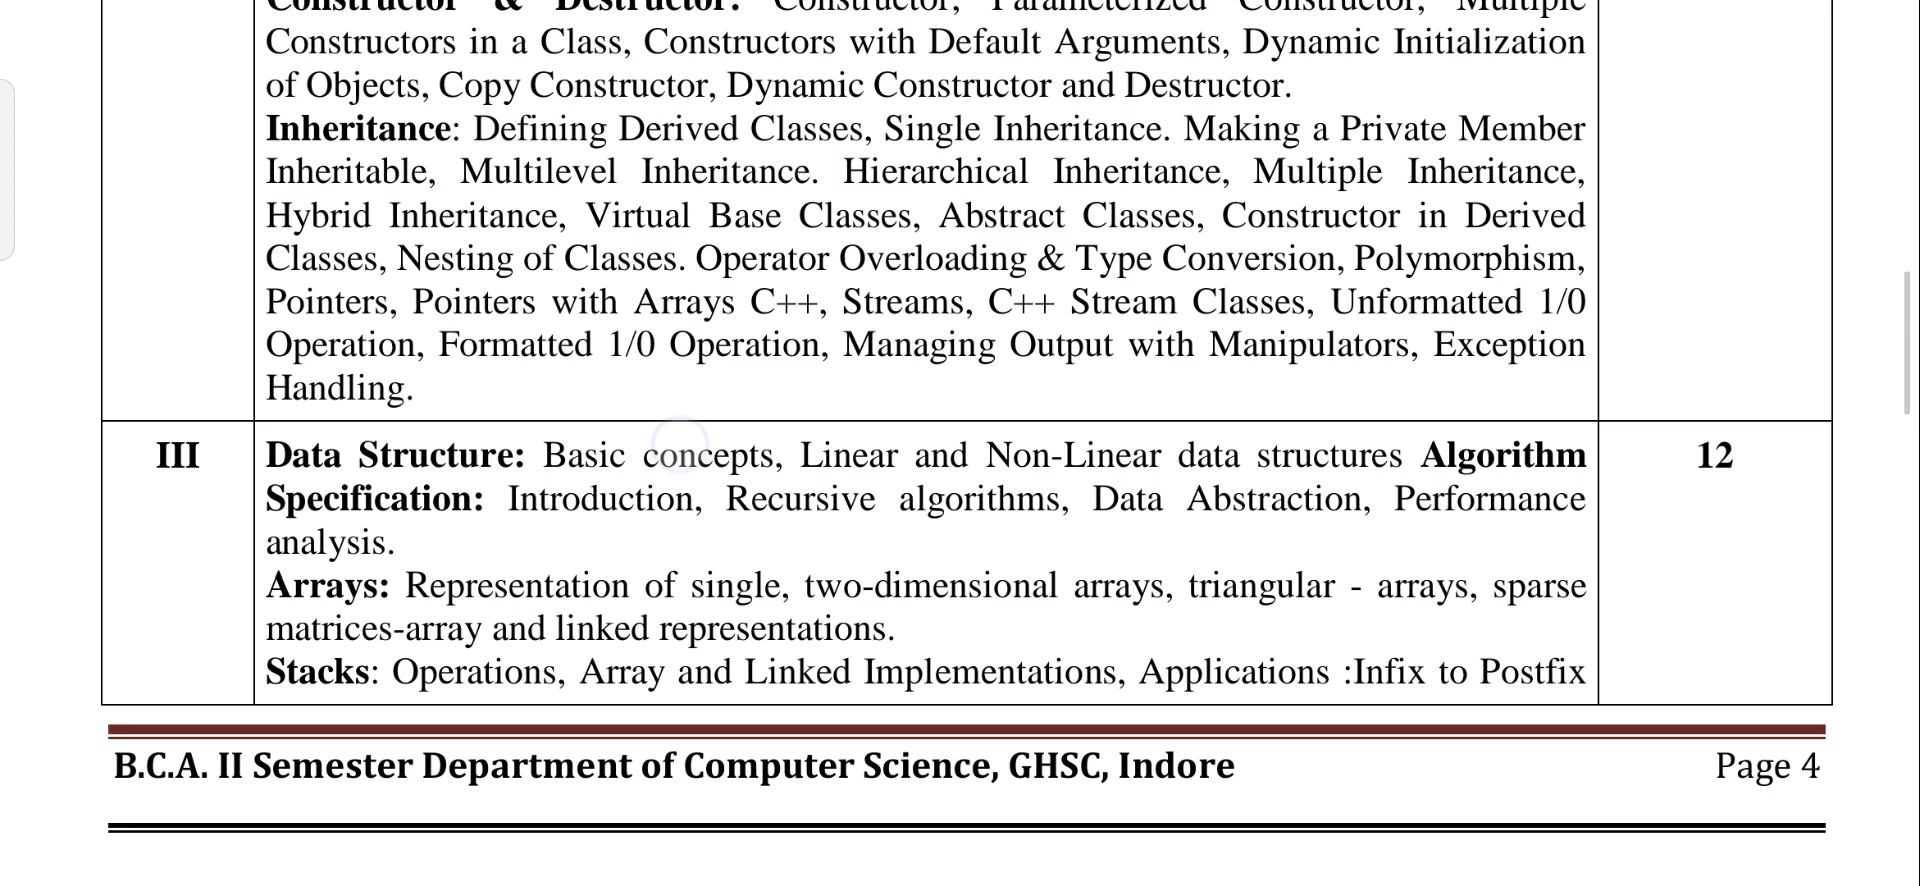 Constructor & Destructor: Constructor, Parameterized Constructor, Multiple
Constructors in a Class, Constructors with Default Arguments, Dynamic Initialization
of Objects, Copy Constructor, Dynamic Constructor and Destructor.
Inheritance: Defining Derived Classes, Single Inheritance. Making a Private Member
Inheritable, Multilevel Inheritance. Hierarchical Inheritance, Multiple Inheritance,
Hybrid Inheritance, Virtual Base Classes, Abstract Classes, Constructor in Derived
Classes, Nesting of Classes. Operator Overloading & Type Conversion, Polymorphism,
Pointers, Pointers with Arrays C++, Streams, C++ Stream Classes, Unformatted 1/0
Operation, Formatted 1/0 Operation, Managing Output with Manipulators, Exception
Handling.
III
Data Structure: Basic concepts, Linear and Non-Linear data structures Algorithm
12
Specification: Introduction, Recursive algorithms, Data Abstraction, Performance
analysis.
Arrays: Representation of single, two-dimensional arrays, triangular - arrays, sparse
matrices-array and linked representations.
Stacks: Operations, Array and Linked Implementations, Applications :Infix to Postfix
B.C.A. II Semester Department of Computer Science, GHSC, Indore
Page 4